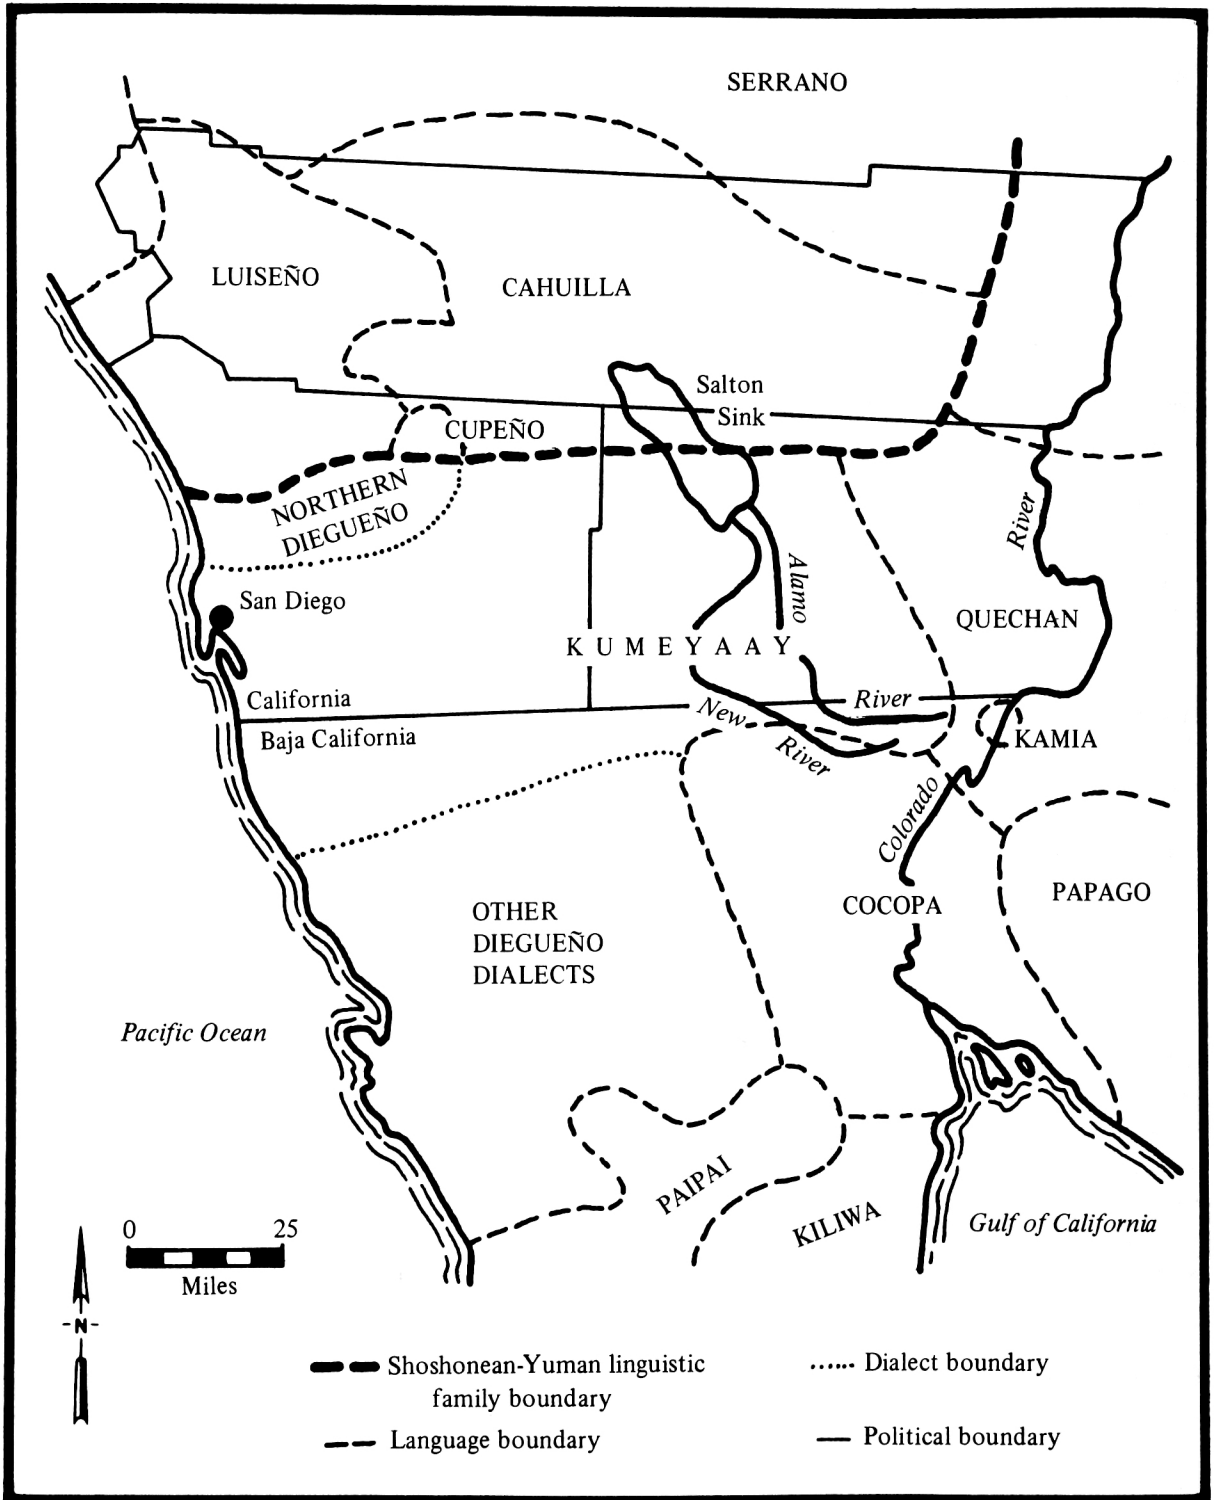 SERRANO
LUISEÑO
CAHUILLA
Salton
Sink
CUPEÑO
NORTHERN
DIEGUEÑO
River
Alamo
San Diego
QUECHAN
KUMEYAAY
California
River
New
Baja California
River
KAMIA
Colorado
COCOPA
PAPAGO
OTHER
DIEGUEÑO
DIALECTS
Pacific Ocean
PAIPAI
KILIWA
Gulf of California
0 25
Miles
N
Shoshonean-Yuman linguistic
family boundary
Dialect boundary
Language boundary
Political boundary